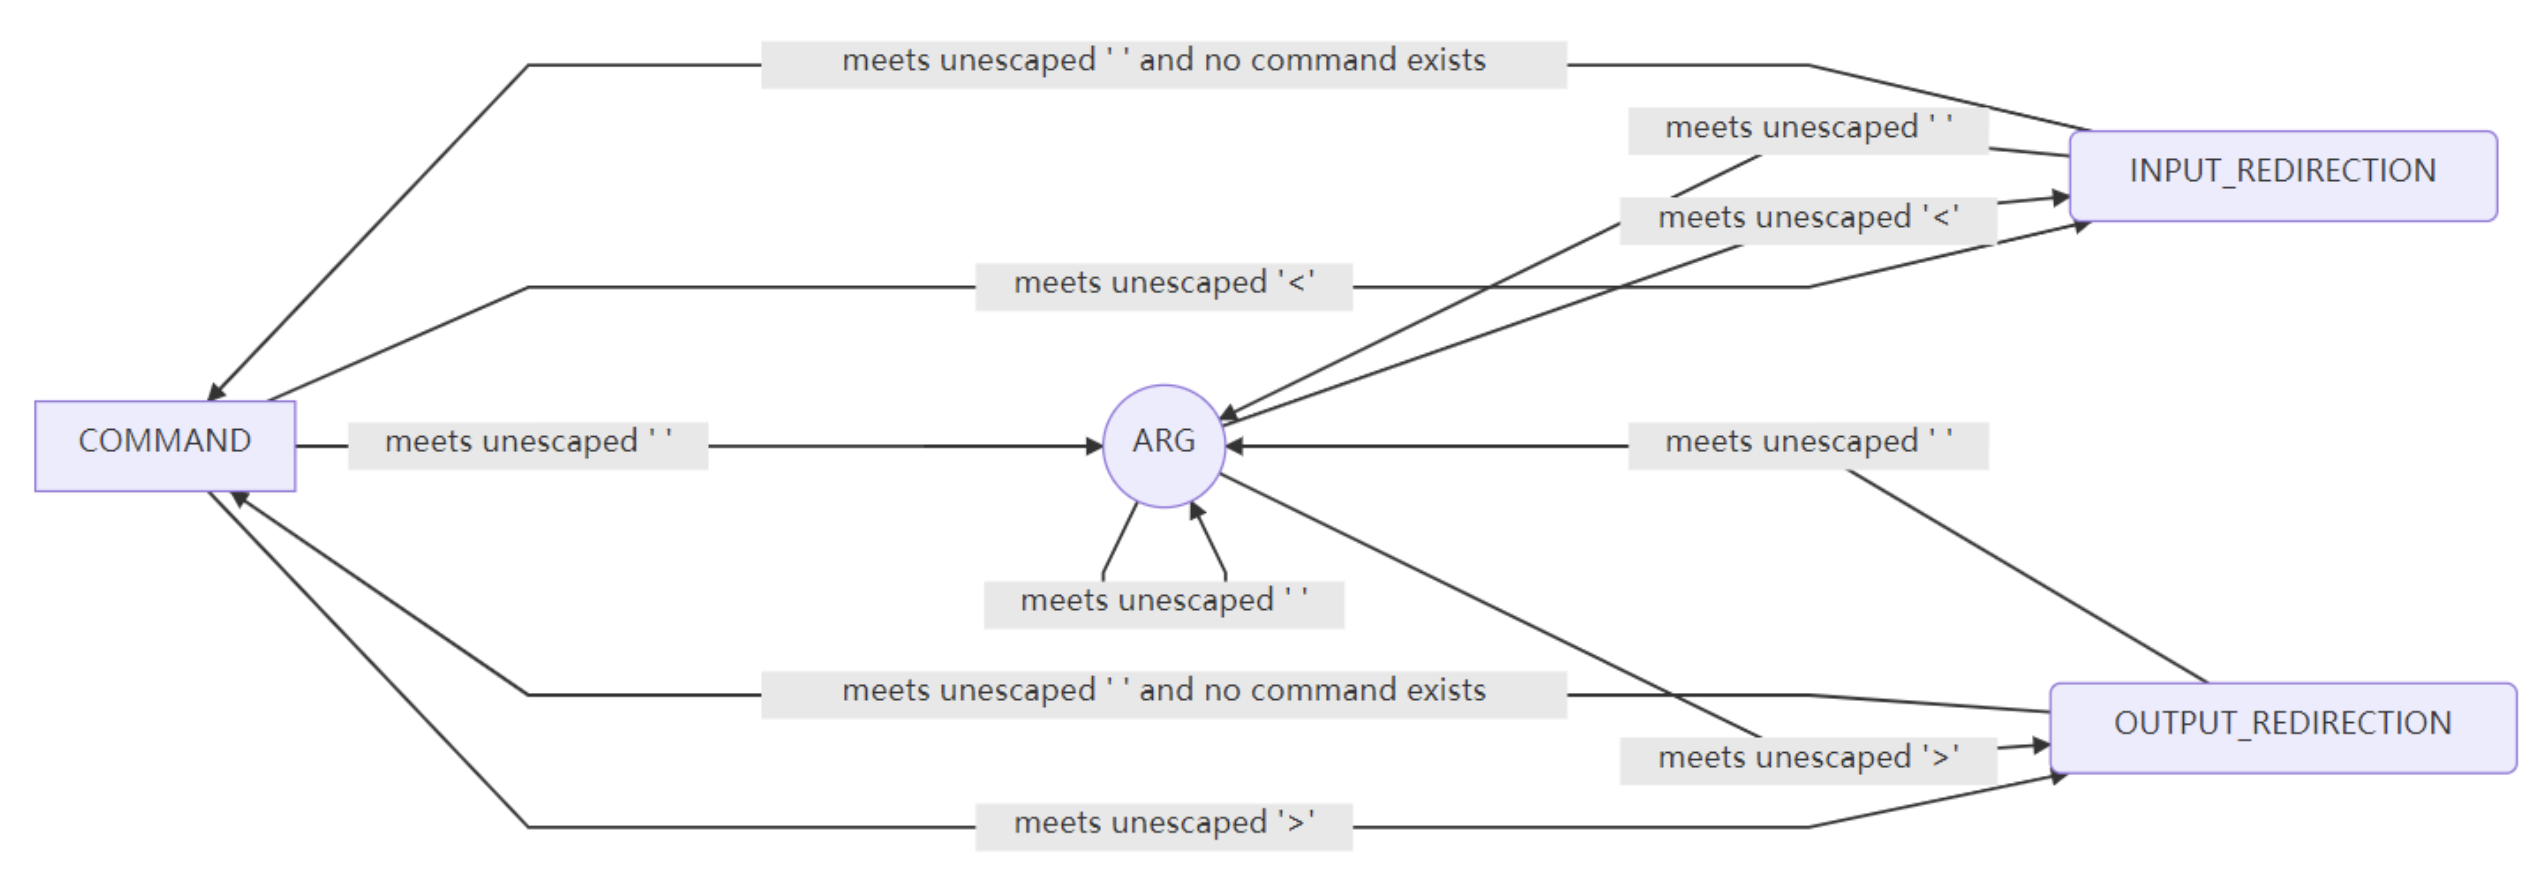 meets unescaped ' ' and no command exists
meets unescaped ' '
INPUT_REDIRECTION
meets unescaped '<'
meets unescaped '<'
COMMAND
meets unescaped ' '
ARG
meets unescaped ' '
meets unescaped ' '
meets unescaped ' ' and no command exists
OUTPUT_REDIRECTION
meets unescaped '>'
meets unescaped '>'